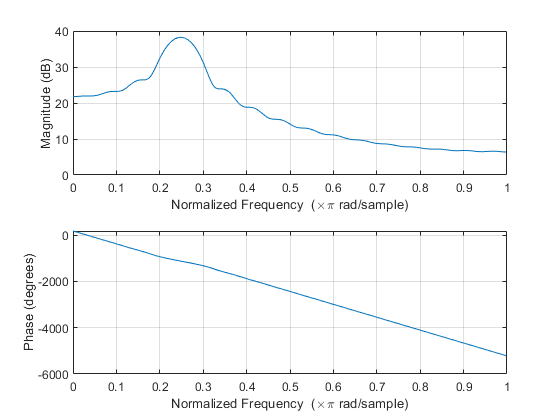 40
30
20
10
0
Magnitude (dB)
0 0.1 0.2 0.3 0.4 0.5 0.6 0.7 0.8 0.9 1
Normalized Frequency (×π rad/sample)
0
-2000
-4000
-6000
Phase (degrees)
0 0.1 0.2 0.3 0.4 0.5 0.6 0.7 0.8 0.9 1
Normalized Frequency (×π rad/sample)